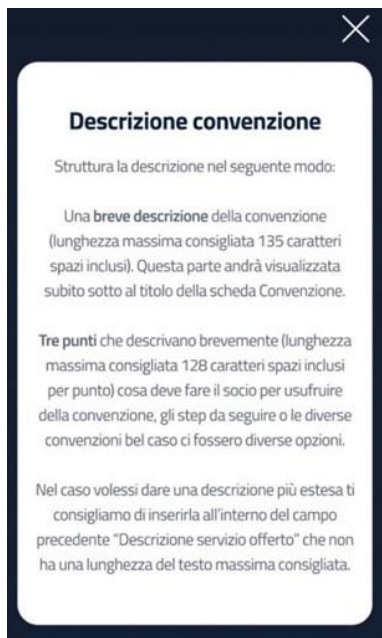 Descrizione convenzione
Struttura la descrizione nel seguente modo:
Una breve descrizione della convenzione
(lunghezza massima consigliata 135 caratteri
spazi inclusi). Questa parte andrà visualizzata
subito sotto al titolo della scheda Convenzione.
Tre punti che descrivano brevemente (lunghezza
massima consigliata 128 caratteri spazi inclusi
per punto) cosa deve fare il socio per usufruire
della convenzione, gli step da seguire o le diverse
convenzioni bel caso ci fossero diverse opzioni.
Nel caso volessi dare una descrizione più estesa ti
consigliamo di inserirla all'interno del campo
precedente “Descrizione servizio offerto” che non
ha una lunghezza del testo massima consigliata.